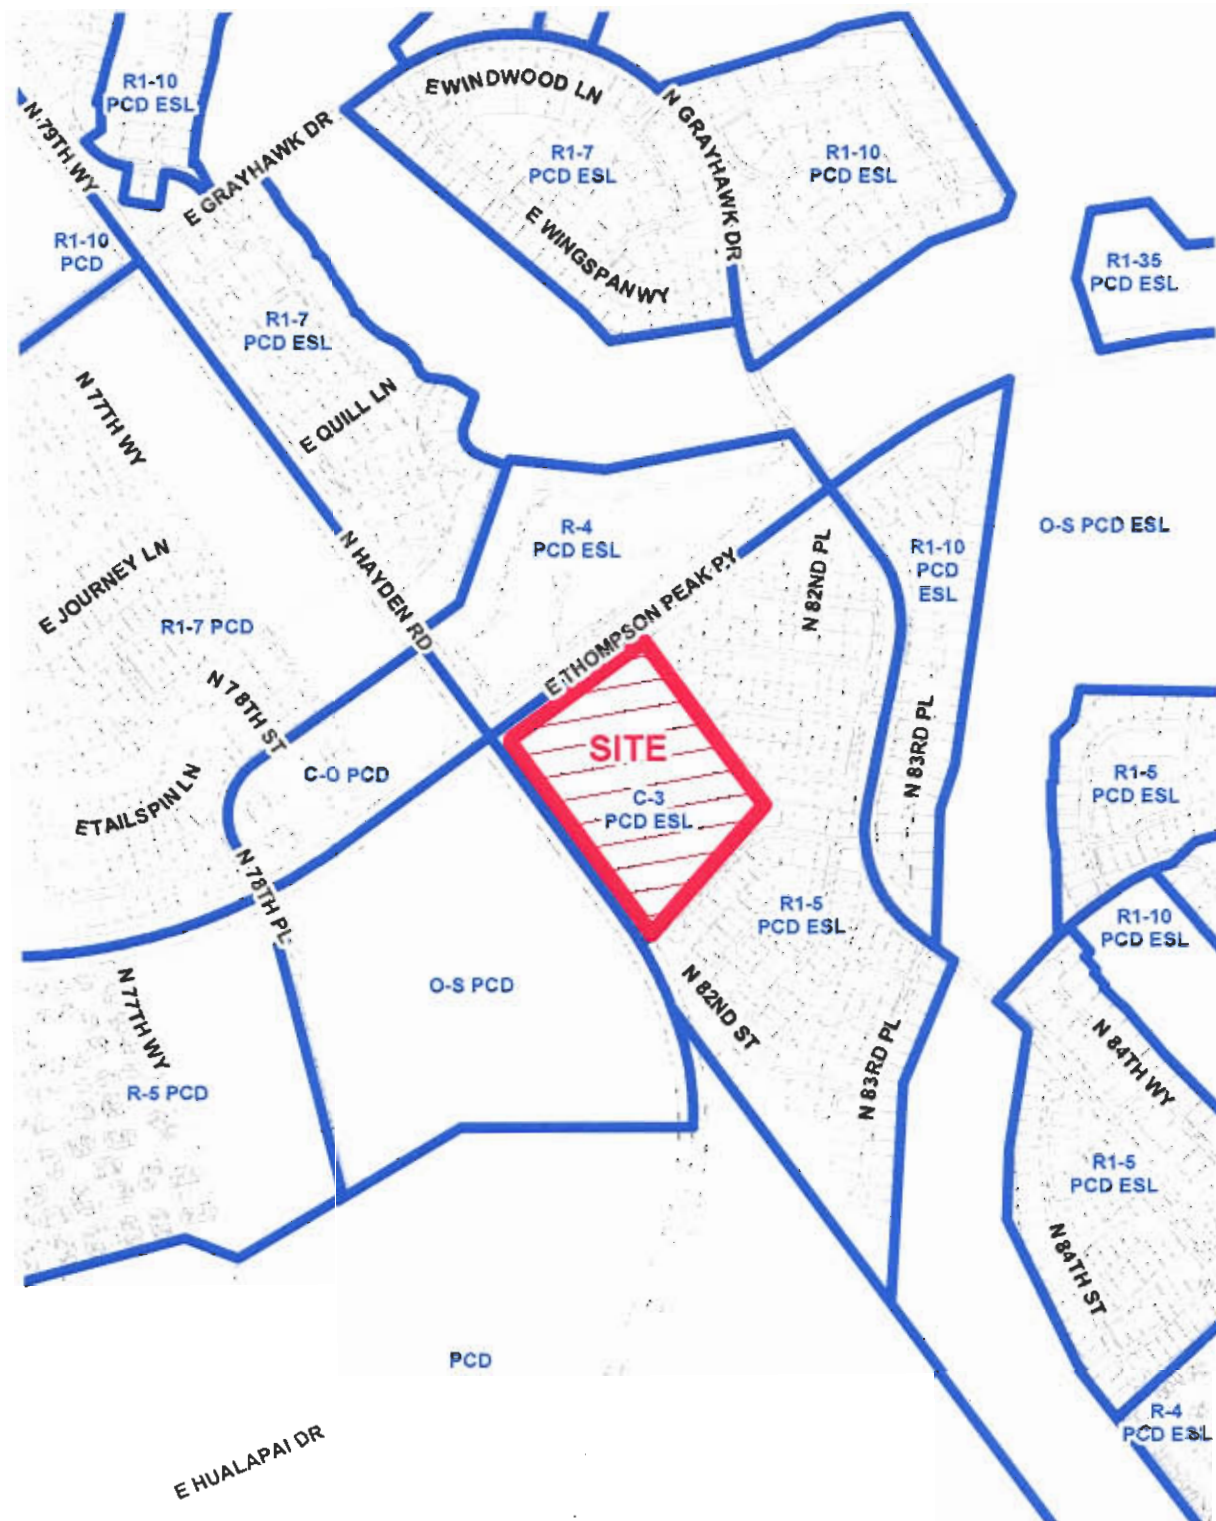 R1-10
PCD ESL
E WINDWOOD LN
N 79TH WY
E GRAYHAWK DR
N GRAYHAWK DR
R1-7
PCD ESL
R1-10
PCD ESL
R1-10
PCD
E WINGSPAN WY
R1-35
PCD ESL
R1-7
PCD ESL
N 77TH WY
E QUILL LN
R-4
PCD ESL
O-S PCD ESL
N HAYDEN RD
E JOURNEY LN
R1-7 PCD
N 82ND PL
R1-10
PCD
ESL
E THOMPSON PEAK PY
N 78TH ST
SITE
C-3
PCD ESL
N 83RD PL
C-O PCD
E TAILSPIN LN
R1-5
PCD ESL
N 78TH PL
R1-5
PCD ESL
R1-10
PCD ESL
O-S PCD
N 77TH WY
N 82ND ST
R-5 PCD
N 83RD PL
N 84TH WY
R1-5
PCD ESL
N 84TH ST
PCD
R-4
PCD ESL
E HUALAPAI DR